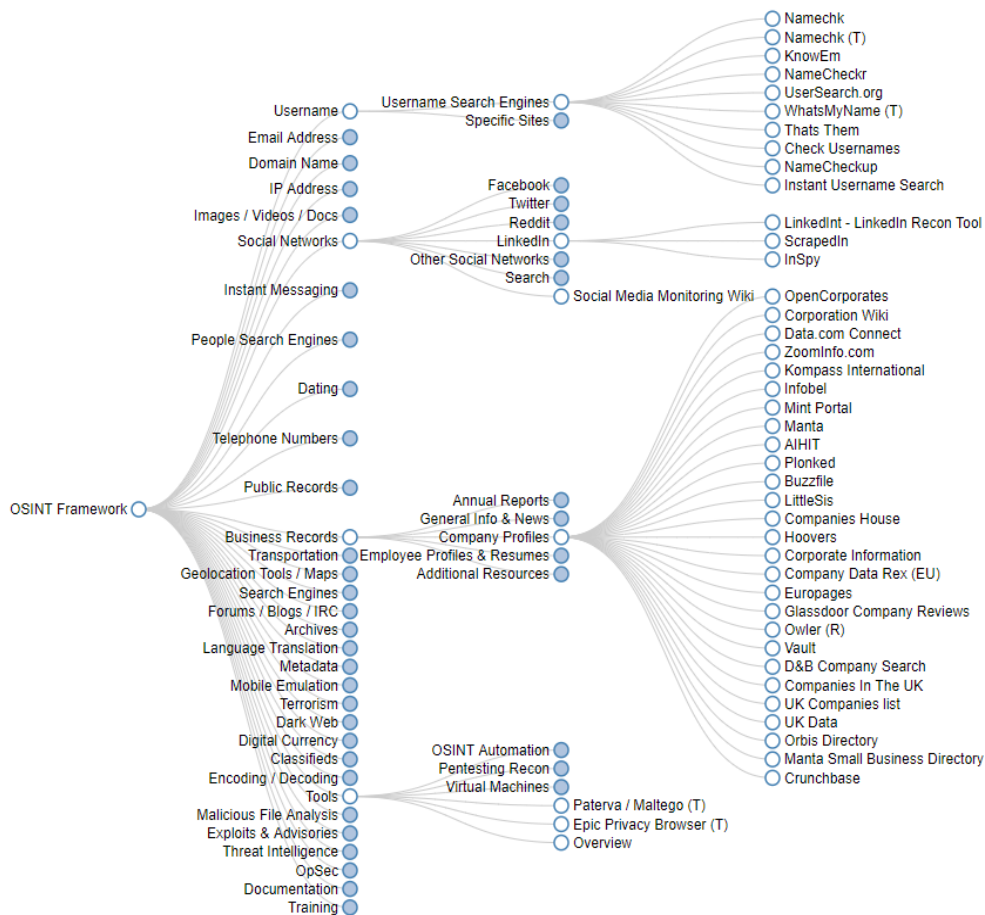 OSINT Framework
Username
Email Address
Domain Name
IP Address
Images / Videos / Docs
Social Networks
Instant Messaging
People Search Engines
Dating
Telephone Numbers
Public Records
Business Records
Transportation
Geolocation Tools / Maps
Search Engines
Forums / Blogs / IRC
Archives
Language Translation
Metadata
Mobile Emulation
Terrorism
Dark Web
Digital Currency
Classifieds
Encoding / Decoding
Tools
Malicious File Analysis
Exploits & Advisories
Threat Intelligence
OpSec
Documentation
Training
Username Search Engines
Specific Sites
Facebook
Twitter
Reddit
LinkedIn
Other Social Networks
Search
Social Media Monitoring Wiki
Annual Reports
General Info & News
Company Profiles
Employee Profiles & Resumes
Additional Resources
OSINT Automation
Pentesting Recon
Virtual Machines
Paterva / Maltego (T)
Epic Privacy Browser (T)
Overview
Namechk
Namechk (T)
KnowEm
NameCheckr
UserSearch.org
WhatsMyName (T)
Thats Them
Check Usernames
NameCheckup
Instant Username Search
LinkedInt - LinkedIn Recon Tool
ScrapedIn
InSpy
OpenCorporates
Corporation Wiki
Data.com Connect
ZoomInfo.com
Kompass International
Infobel
Mint Portal
Manta
AIHIT
Plonked
Buzzfile
LittleSis
Companies House
Hoovers
Corporate Information
Company Data Rex (EU)
Europages
Glassdoor Company Reviews
Owler (R)
Vault
D&B Company Search
Companies In The UK
UK Companies list
UK Data
Orbis Directory
Manta Small Business Directory
Crunchbase